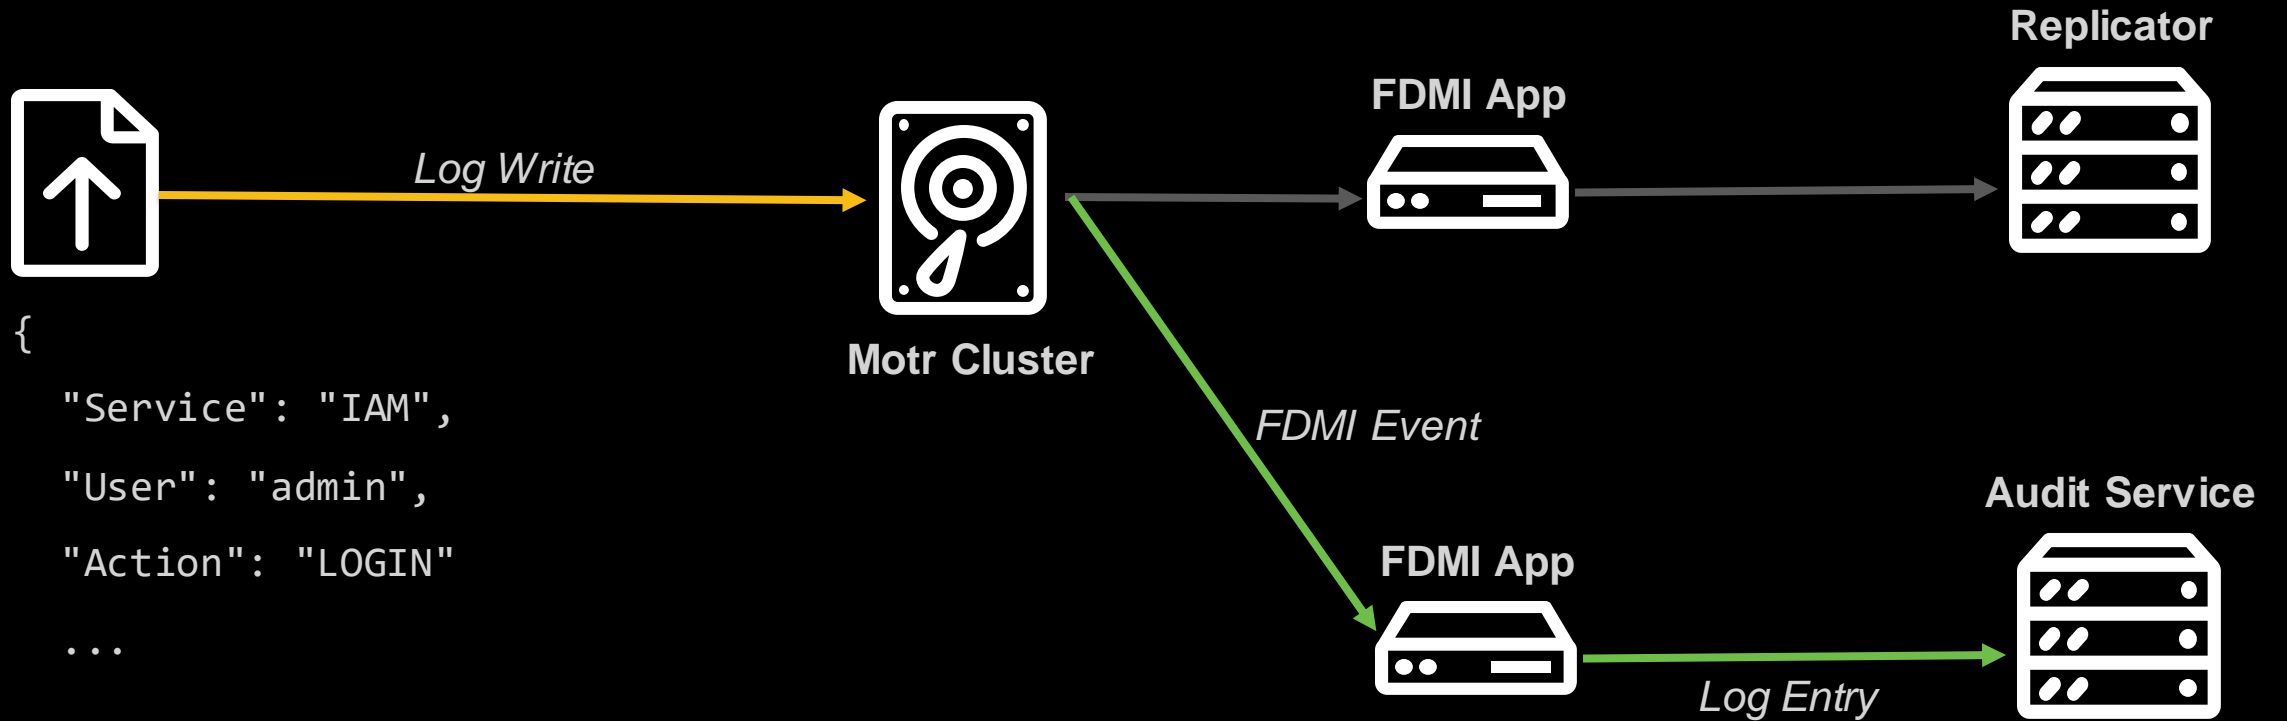 Replicator
FDMI App
Log Write
Motr Cluster
{
"Service": "IAM",
"User": "admin",
"Action": "LOGIN"
...
FDMI Event
Audit Service
FDMI App
Log Entry